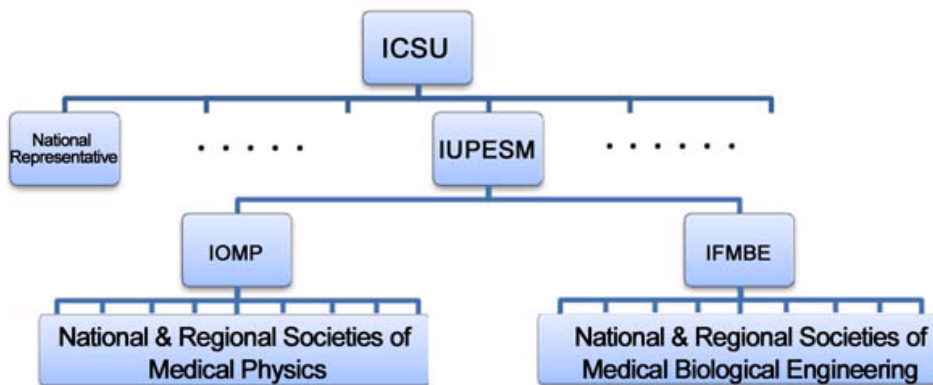 ICSU
National
Representative
. . . . .
IUPESM
. . . . . .
IOMP
IFMBE
National & Regional Societies of
Medical Physics
National & Regional Societies of
Medical Biological Engineering